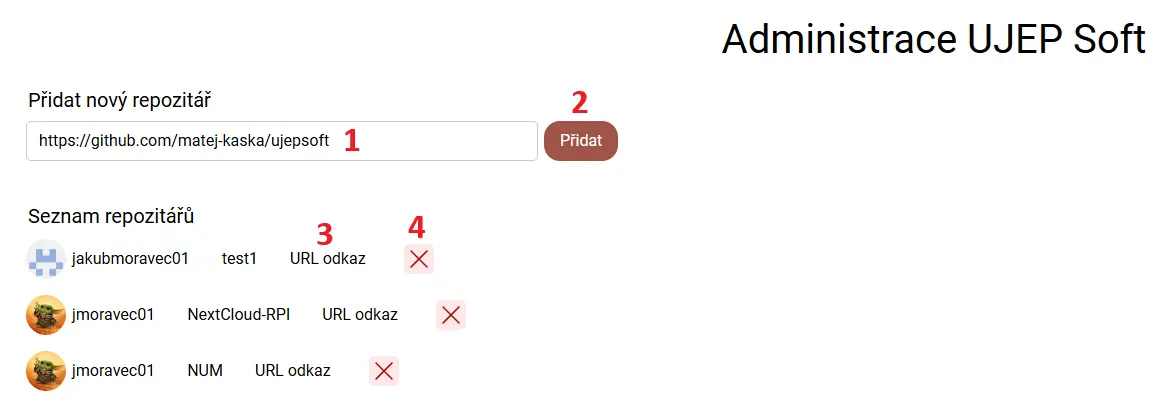 Administrace UJEP Soft
Přidat nový repozitář
2
https://github.com/matej-kaska/ujepsoft 1 Přidat
Seznam repozitářů
3 4
jakubmoravec01 test1 URL odkaz
jmoravec01 NextCloud-RPI URL odkaz
jmoravec01 NUM URL odkaz